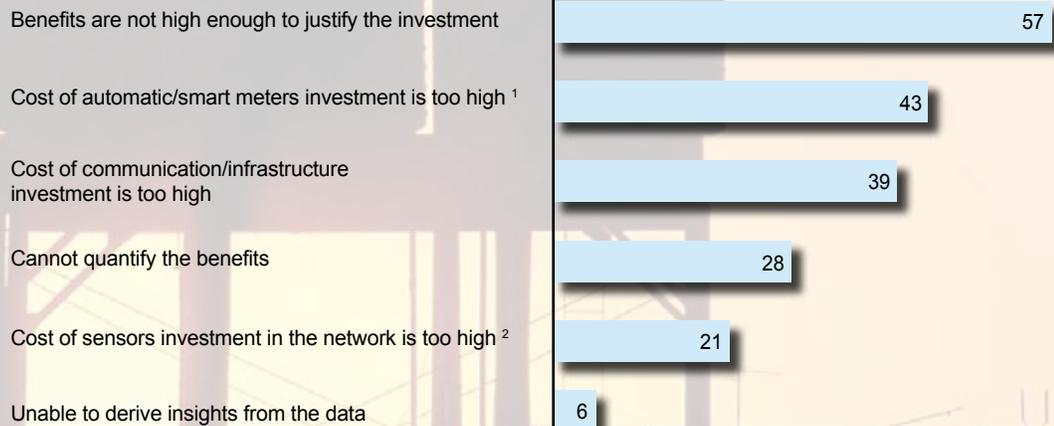 Benefits are not high enough to justify the investment 57
Cost of automatic/smart meters investment is too high ¹ 43
Cost of communication/infrastructure
investment is too high 39
Cannot quantify the benefits 28
Cost of sensors investment in the network is too high ² 21
Unable to derive insights from the data 6